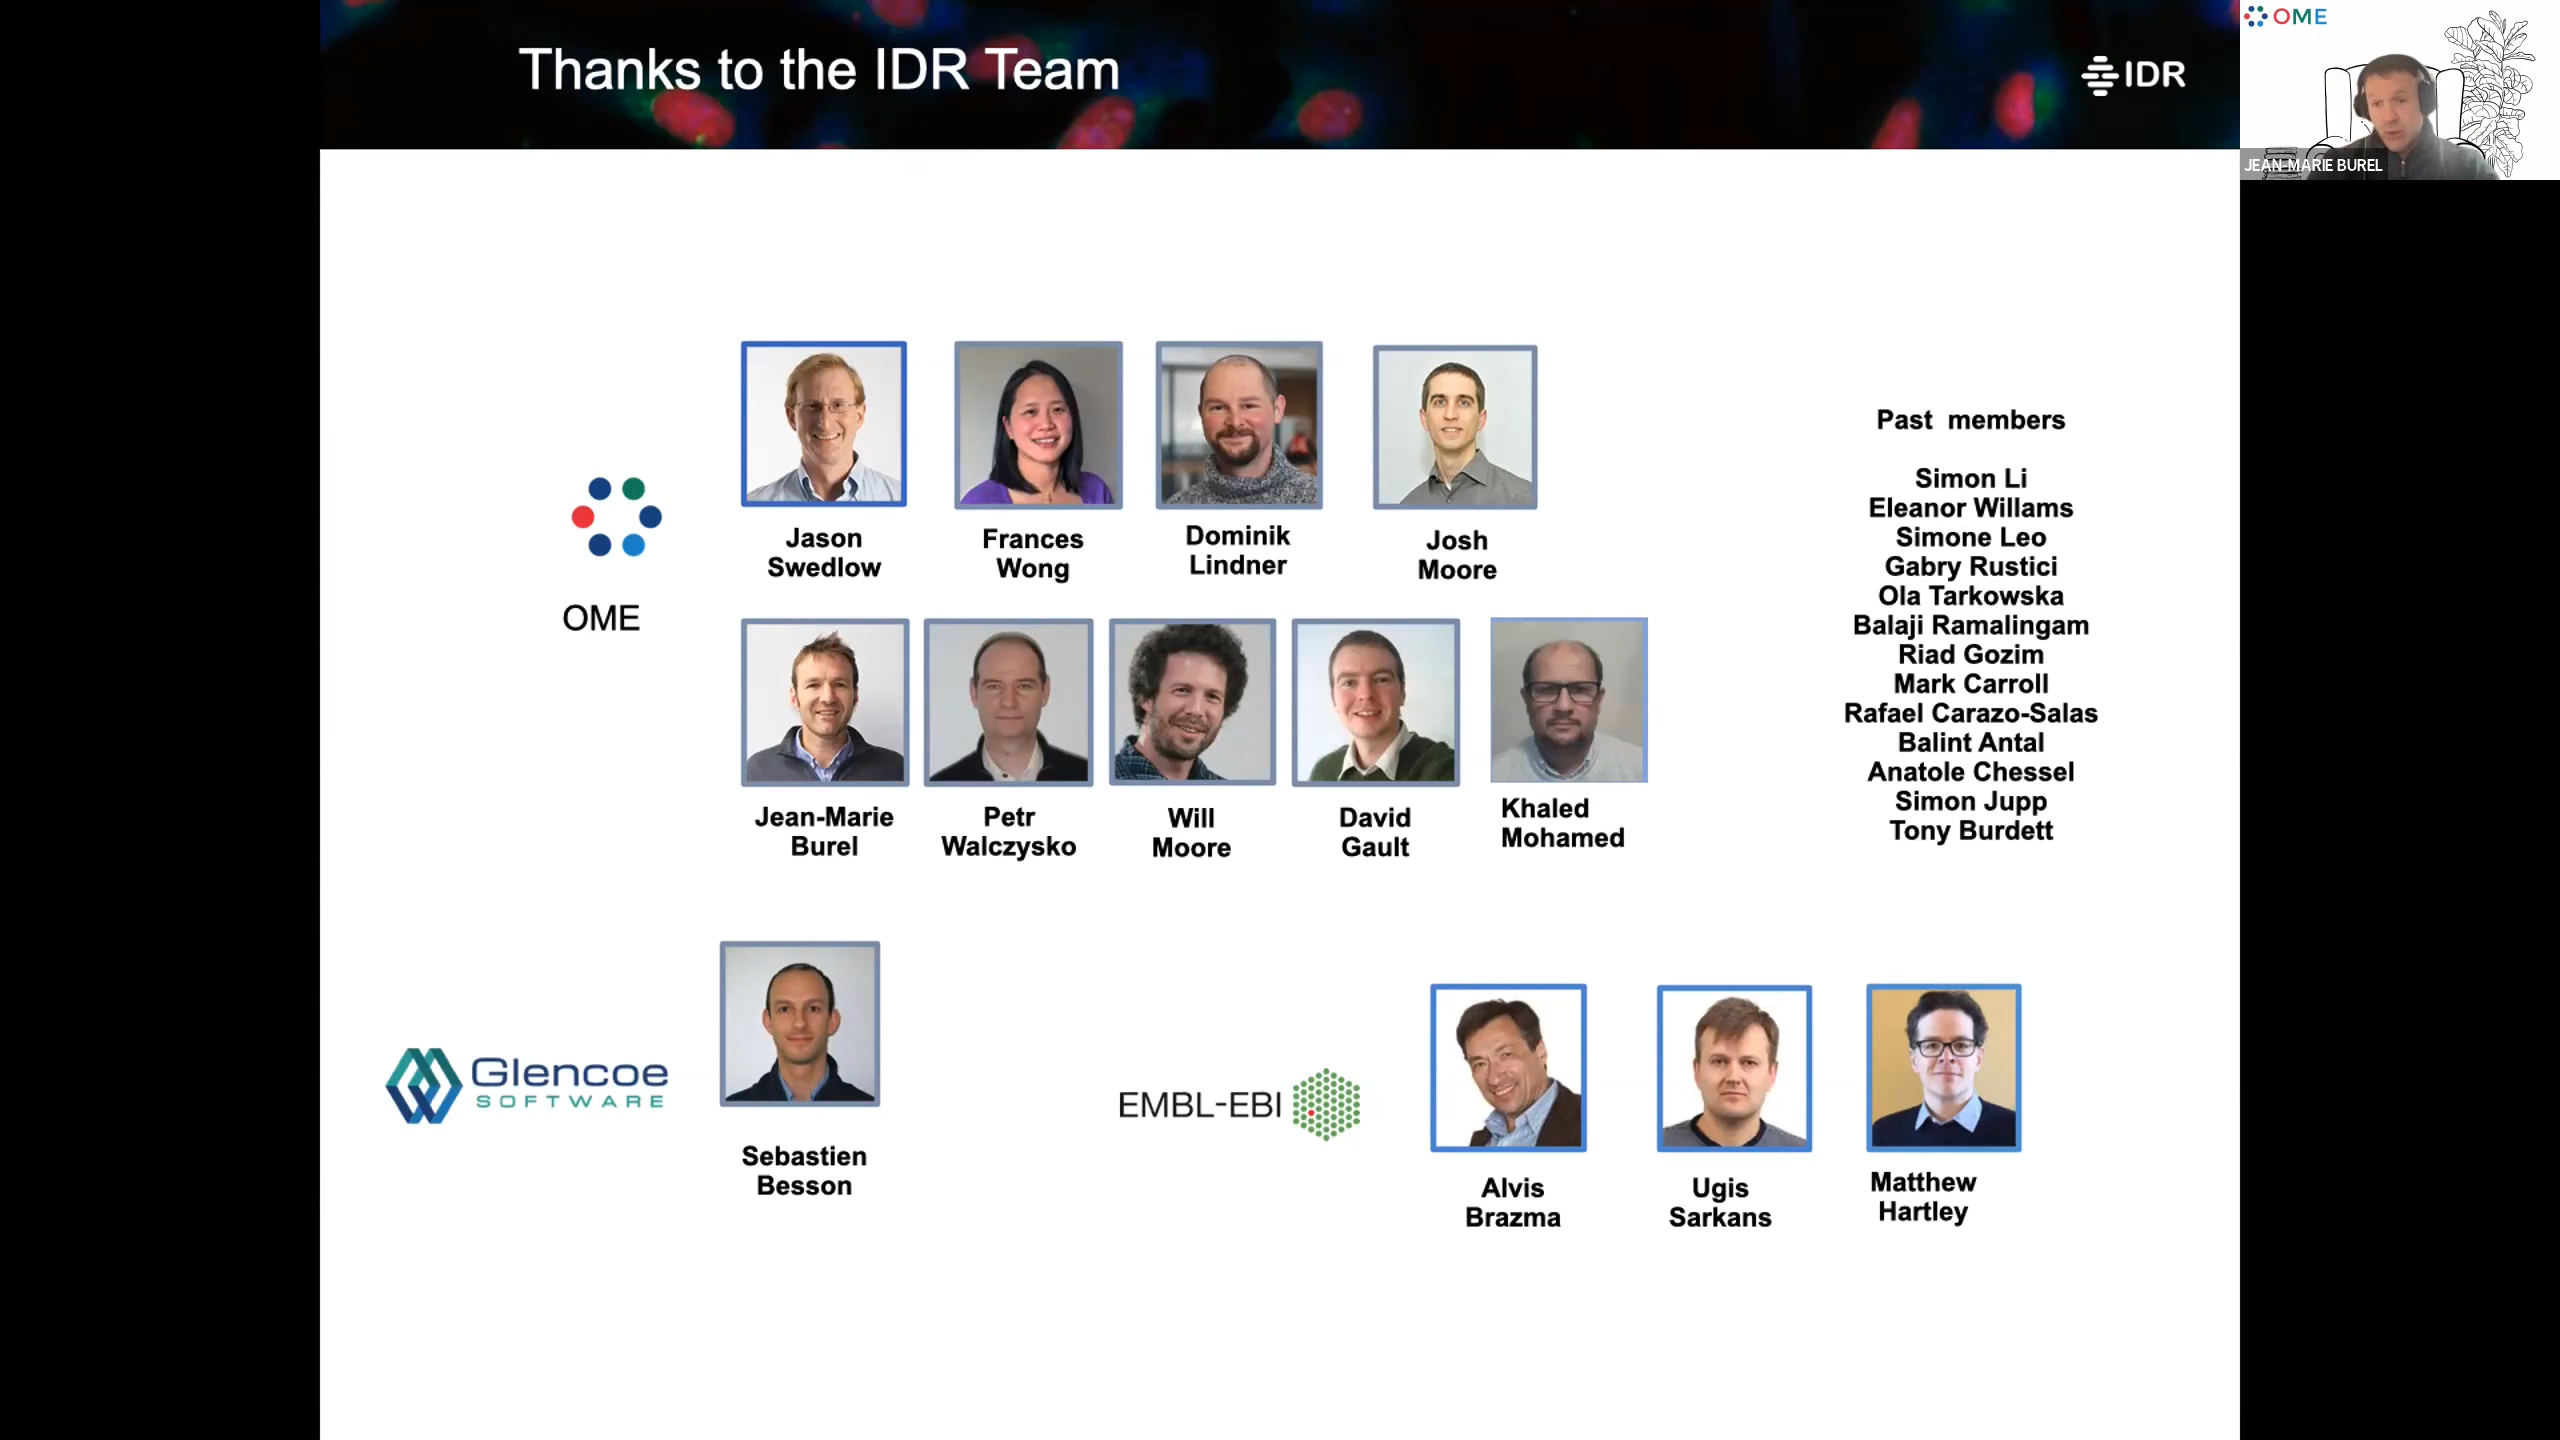 Thanks to the IDR Team
IDR
OME
JEAN-MARIE BUREL
Jason
Swedlow
Frances
Wong
Dominik
Lindner
Josh
Moore
OME
Jean-Marie
Burel
Petr
Walczysko
Will
Moore
David
Gault
Khaled
Mohamed
Past members
Simon Li
Eleanor Willams
Simone Leo
Gabry Rustici
Ola Tarkowska
Balaji Ramalingam
Riad Gozim
Mark Carroll
Rafael Carazo-Salas
Balint Antal
Anatole Chessel
Simon Jupp
Tony Burdett
Glencoe
SOFTWARE
Sebastien
Besson
EMBL-EBI
Alvis
Brazma
Ugis
Sarkans
Matthew
Hartley